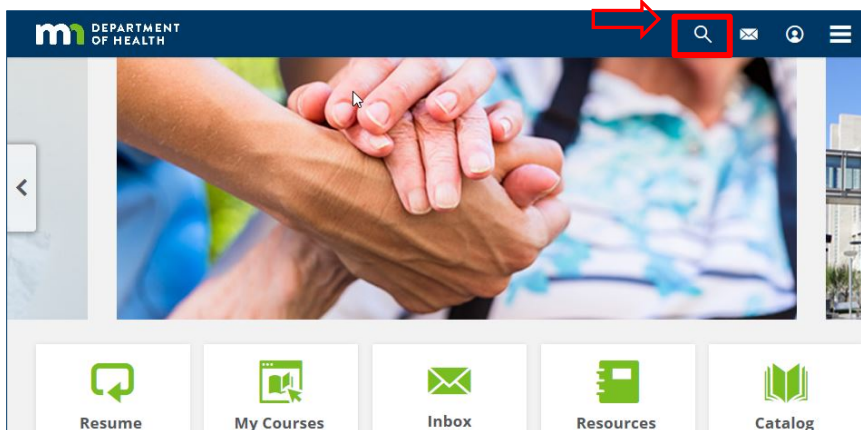 DEPARTMENT
OF HEALTH
Resume
My Courses
Inbox
Resources
Catalog